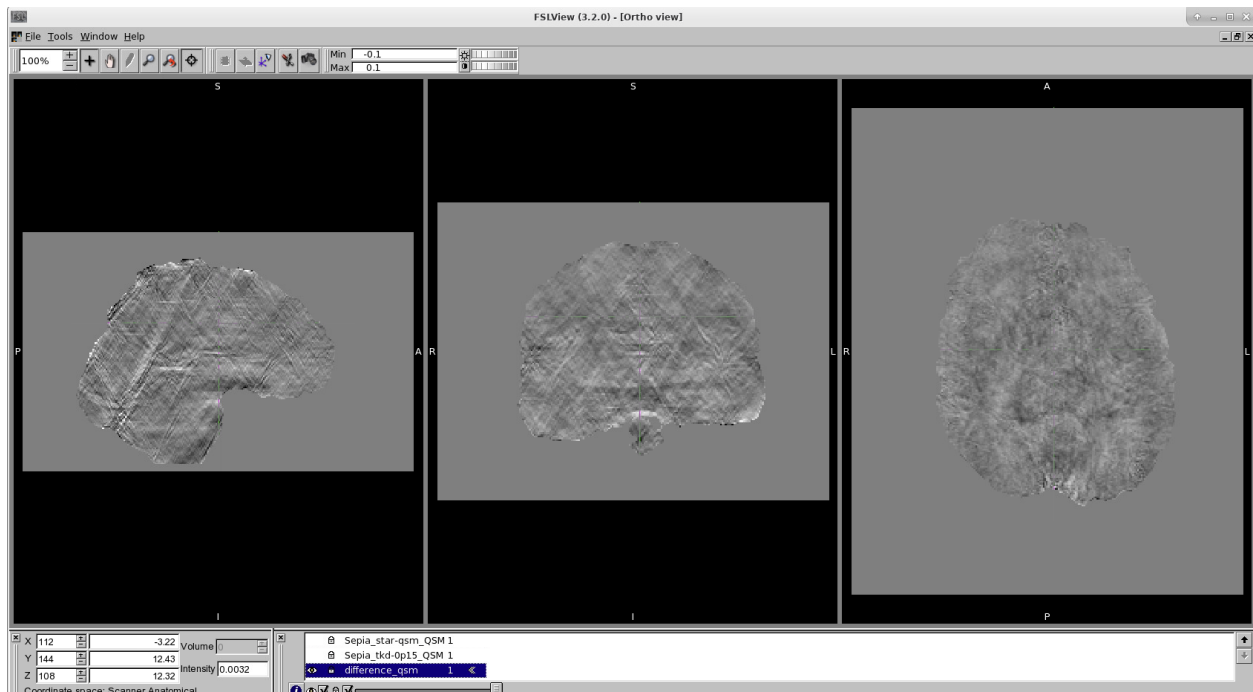 FSL FSLView (3.2.0) - [Ortho view]
File Tools Window Help
100% Min -0.1
Max 0.1
S S A
P A R L R L
I I P
X 112 -3.22 Volume 0
Y 144 12.43
Z 108 12.32 Intensity 0.0032
Coordinate space: Scanner Anatomical
Sepia_star-qsm_QSM 1
Sepia_tkd-0p15_QSM 1
difference_qsm 1